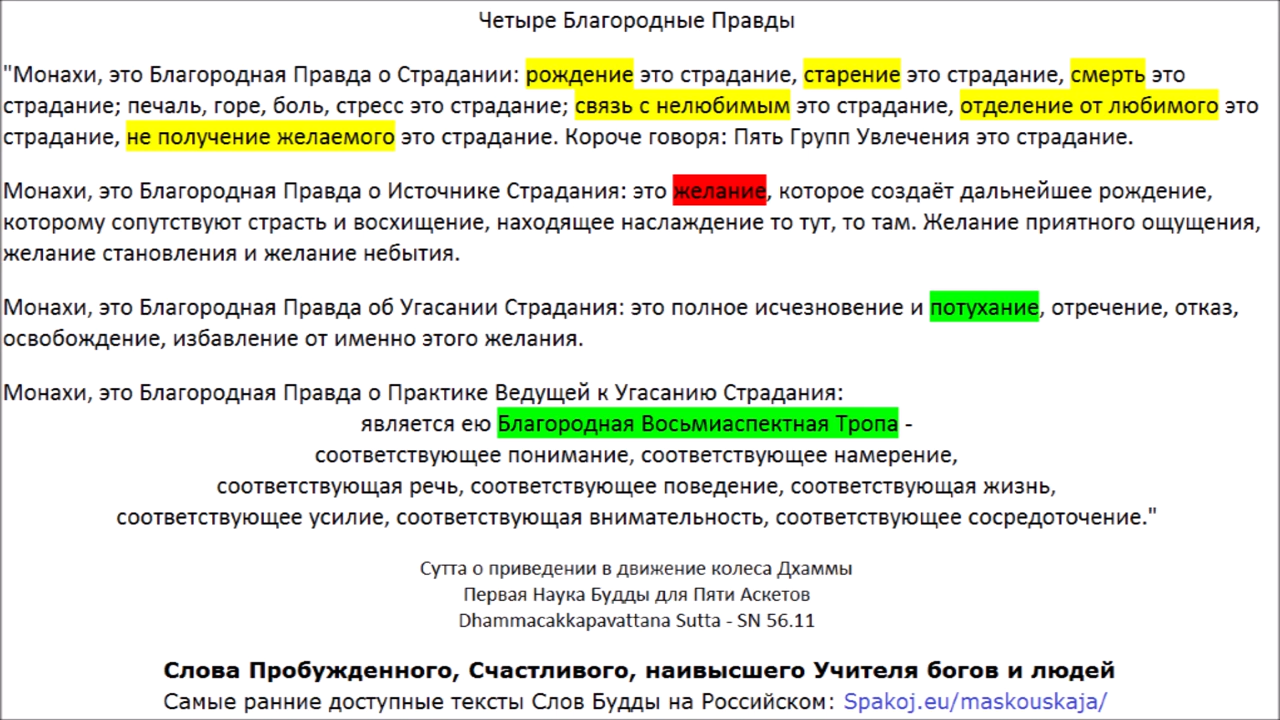 Четыре Благородные Правды
"Монахи, это Благородная Правда о Страдании: рождение это страдание, старение это страдание, смерть это
страдание; печаль, горе, боль, стресс это страдание; связь с нелюбимым это страдание, отделение от любимого это
страдание, не получение желаемого это страдание. Короче говоря: Пять Групп Увлечения это страдание.
Монахи, это Благородная Правда о Источнике Страдания: это желание, которое создаёт дальнейшее рождение,
которому сопутствуют страсть и восхищение, находящее наслаждение то тут, то там. Желание приятного ощущения,
желание становления и желание небытия.
Монахи, это Благородная Правда об Угасании Страдания: это полное исчезновение и потухание, отречение, отказ,
освобождение, избавление от именно этого желания.
Монахи, это Благородная Правда о Практике Ведущей к Угасанию Страдания:
является ею Благородная Восьмиаспектная Тропа -
соответствующее понимание, соответствующее намерение,
соответствующая речь, соответствующее поведение, соответствующая жизнь,
соответствующее усилие, соответствующая внимательность, соответствующее сосредоточение."
Сутта о приведении в движение колеса Дхаммы
Первая Наука Будды для Пяти Аскетов
Dhammacakkapavattana Sutta - SN 56.11
Слова Пробужденного, Счастливого, наивысшего Учителя богов и людей
Самые ранние доступные тексты Слов Будды на Российском: Spakoj.eu/maskouskaja/